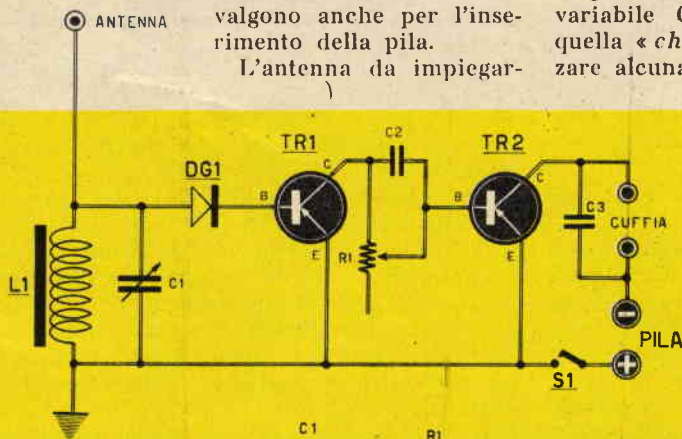 ANTENNA
valgono anche per l'inse-
rimento della pila.
L'antenna da impiegar-
variabile
quella « ch
zare alcuna
TR1
C2
TR2
DG1
C
C
B
B
C3
CUFFIA
R1
E
E
L1
C1
PILA
S1
C1
R1